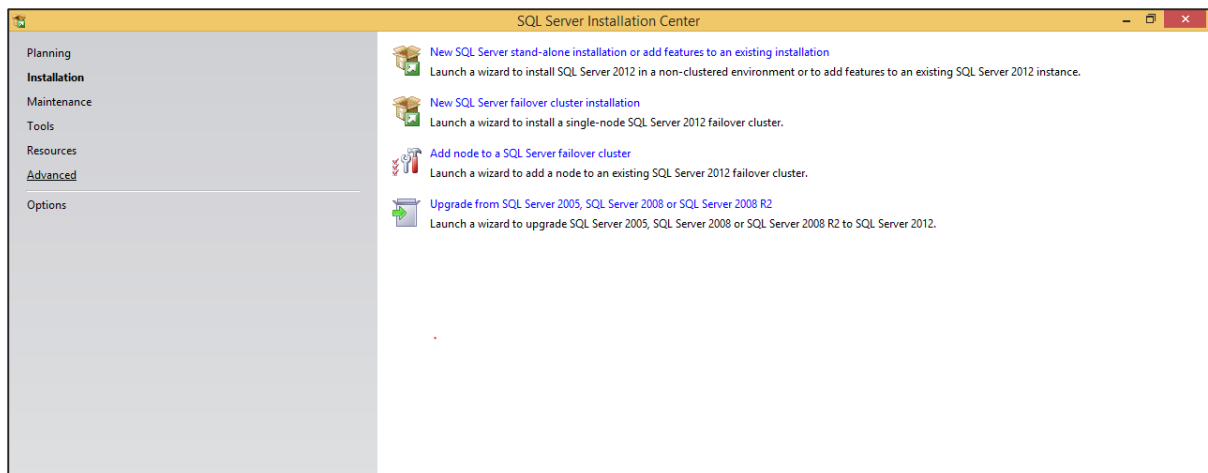 SQL Server Installation Center
Planning
Installation
Maintenance
Tools
Resources
Advanced
Options
New SQL Server stand-alone installation or add features to an existing installation
Launch a wizard to install SQL Server 2012 in a non-clustered environment or to add features to an existing SQL Server 2012 instance.
New SQL Server failover cluster installation
Launch a wizard to install a single-node SQL Server 2012 failover cluster.
Add node to a SQL Server failover cluster
Launch a wizard to add a node to an existing SQL Server 2012 failover cluster.
Upgrade from SQL Server 2005, SQL Server 2008 or SQL Server 2008 R2
Launch a wizard to upgrade SQL Server 2005, SQL Server 2008 or SQL Server 2008 R2 to SQL Server 2012.